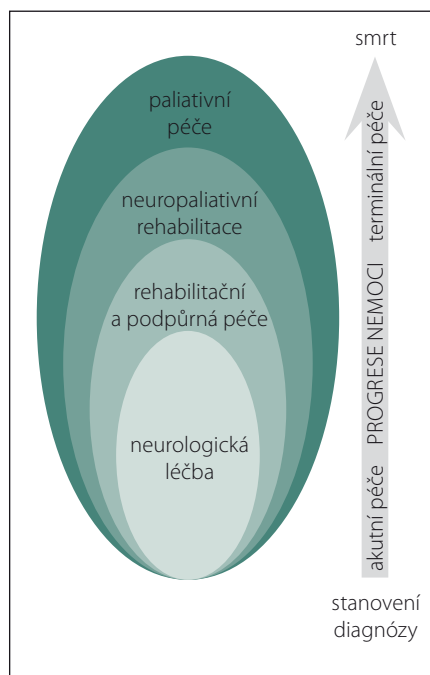 paliativní
péče
neuropaliativní
rehabilitace
rehabilitační
a podpůrná péče
neurologická
léčba
smrt
terminální péče
PROGRESE NEMOCI
akutní péče
stanovení
diagnózy